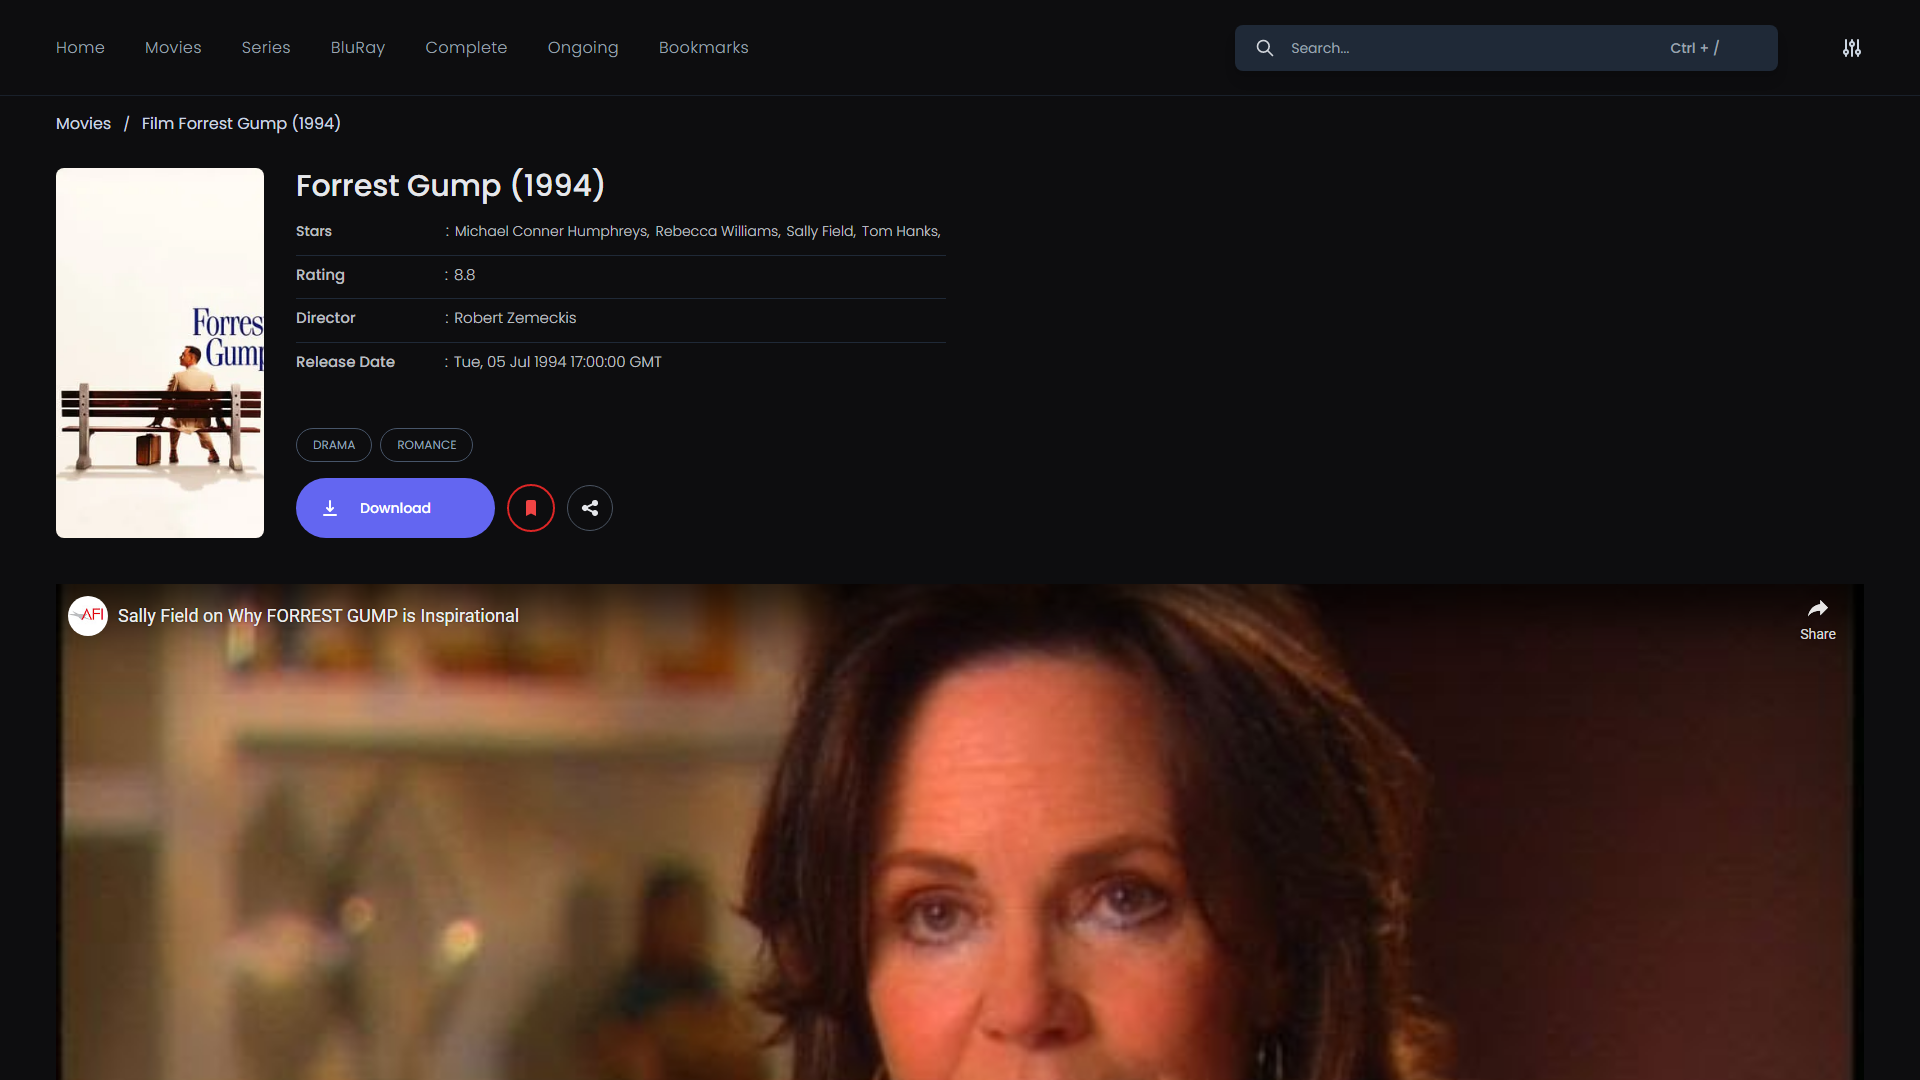 Home Movies Series BluRay Complete Ongoing Bookmarks
Search... Ctrl + /
Movies / Film Forrest Gump (1994)
Forrest Gump (1994)
Stars : Michael Conner Humphreys, Rebecca Williams, Sally Field, Tom Hanks,
Rating : 8.8
Director : Robert Zemeckis
Release Date : Tue, 05 Jul 1994 17:00:00 GMT
Forres
Gump
DRAMA ROMANCE
Download
AFI Sally Field on Why FORREST GUMP is Inspirational
Share